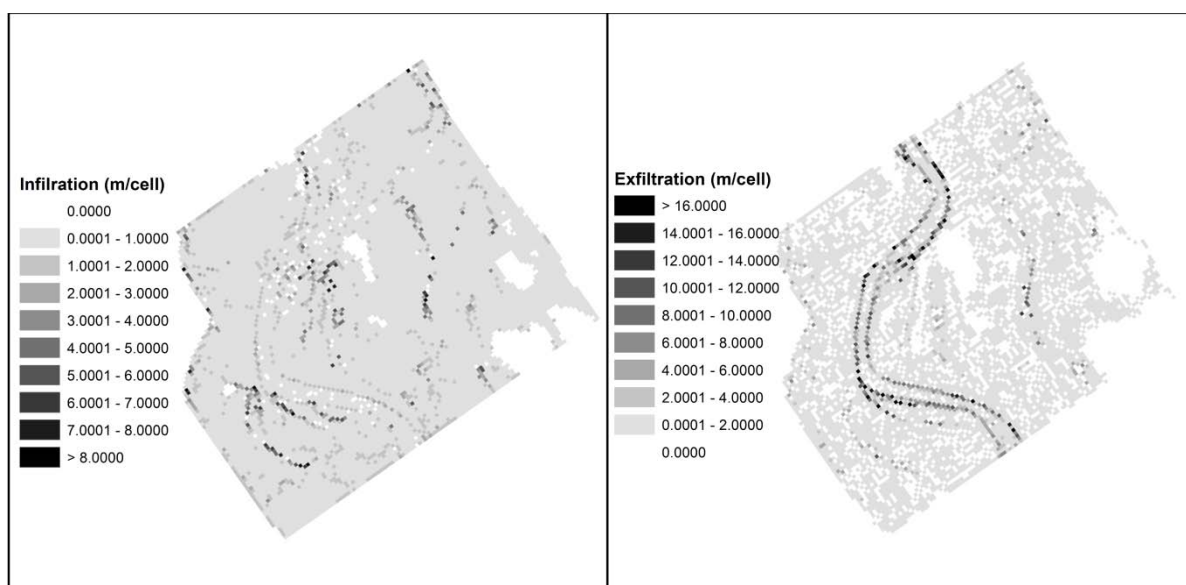 Infilration (m/cell)
0.0000
0.0001 - 1.0000
1.0001 - 2.0000
2.0001 - 3.0000
3.0001 - 4.0000
4.0001 - 5.0000
5.0001 - 6.0000
6.0001 - 7.0000
7.0001 - 8.0000
> 8.0000
Exfiltration (m/cell)
> 16.0000
14.0001 - 16.0000
12.0001 - 14.0000
10.0001 - 12.0000
8.0001 - 10.0000
6.0001 - 8.0000
4.0001 - 6.0000
2.0001 - 4.0000
0.0001 - 2.0000
0.0000